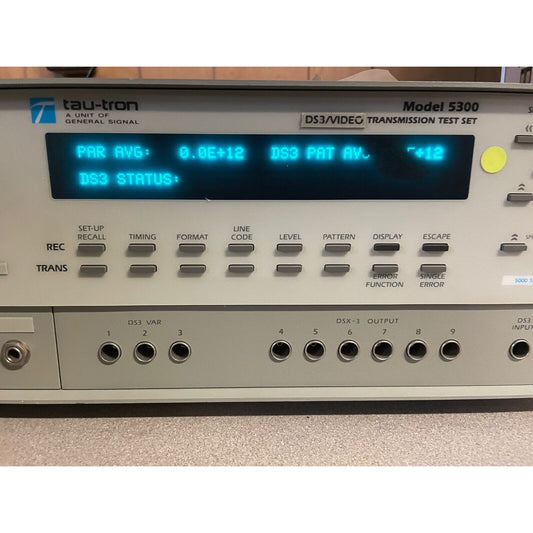 tau-tron
A UNIT OF
GENERAL SIGNAL
Model 5300
DS3/VIDEO TRANSMISSION TEST SET
PAR AVG: 0.0E+12 DS3 PAT AV E+12
DS3 STATUS:
SET-UP RECALL TIMING FORMAT LINE CODE LEVEL PATTERN DISPLAY ESCAPE
REC
TRANS
ERROR FUNCTION SINGLE ERROR
DS3 VAR
DSX-3 OUTPUT
DS3 INPUT
1 2 3 4 5 6 7 8 9